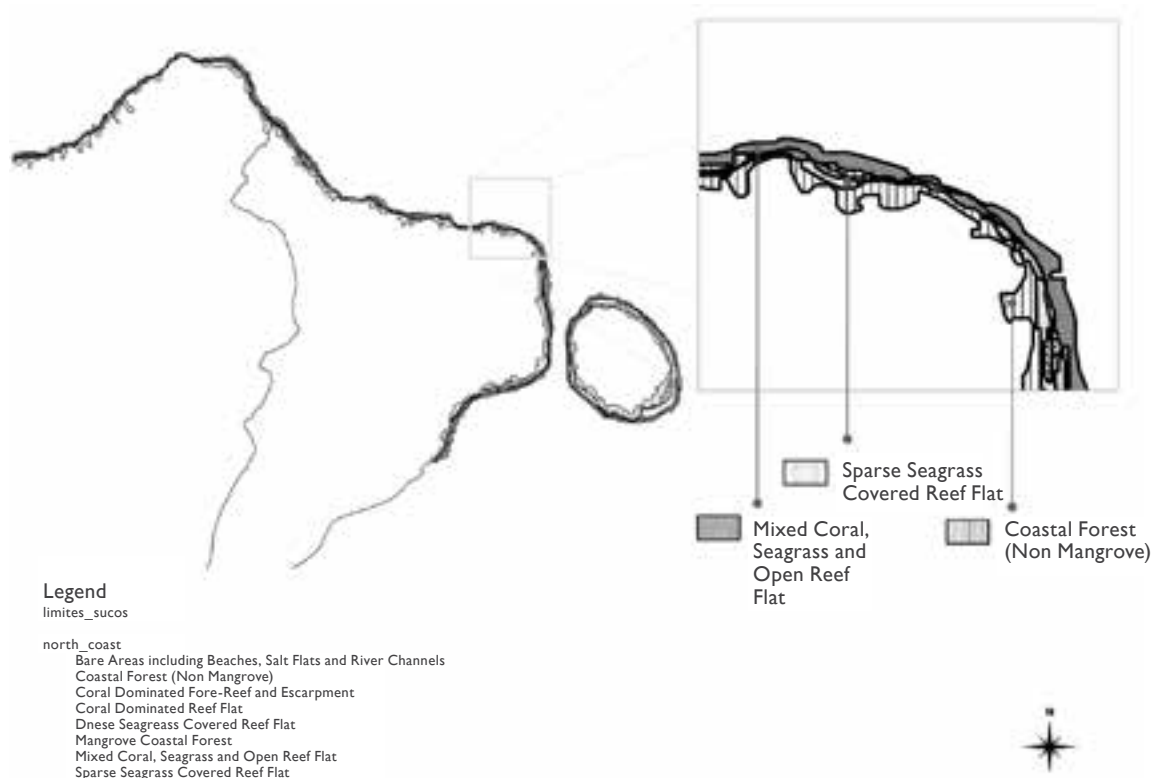 Sparse Seagrass
Covered Reef Flat
Mixed Coral,
Seagrass and
Open Reef
Flat
Coastal Forest
(Non Mangrove)
Legend
limites_sucos
north_coast
Bare Areas including Beaches, Salt Flats and River Channels
Coastal Forest (Non Mangrove)
Coral Dominated Fore-Reef and Escarpment
Coral Dominated Reef Flat
Dnese Seagreass Covered Reef Flat
Mangrove Coastal Forest
Mixed Coral, Seagrass and Open Reef Flat
Sparse Seagrass Covered Reef Flat
N